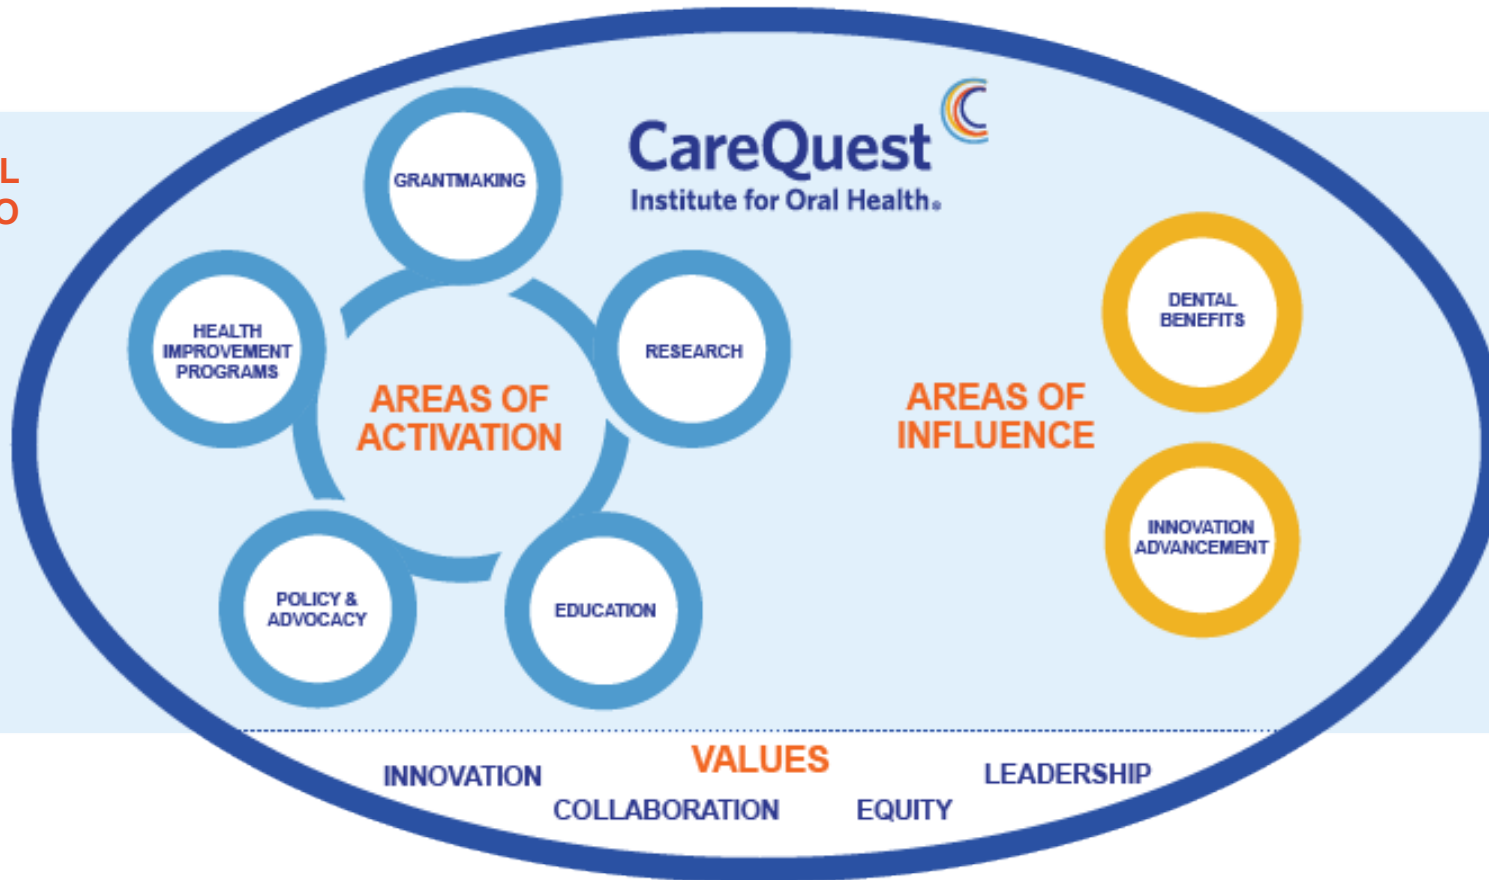 L
O
CareQuest
Institute for Oral Health®
GRANTMAKING
HEALTH
IMPROVEMENT
PROGRAMS
RESEARCH
AREAS OF
ACTIVATION
POLICY &
ADVOCACY
EDUCATION
AREAS OF
INFLUENCE
DENTAL
BENEFITS
INNOVATION
ADVANCEMENT
VALUES
INNOVATION
COLLABORATION
EQUITY
LEADERSHIP